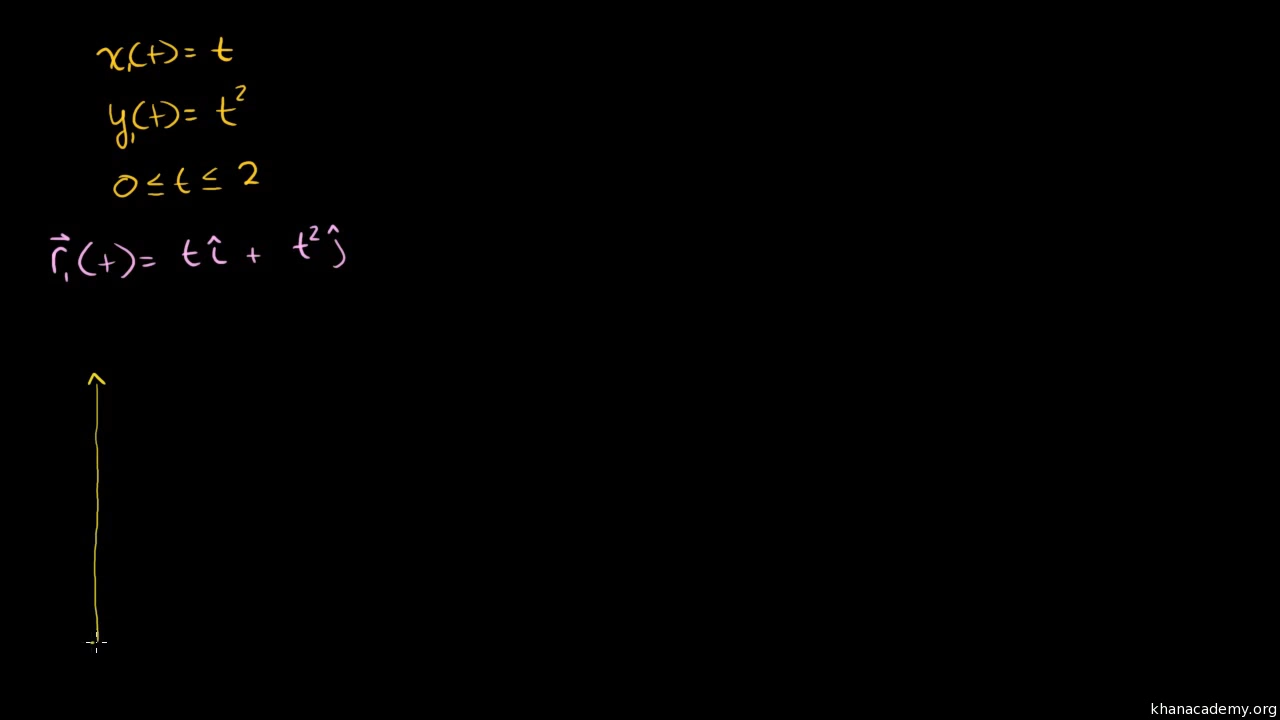 x₁(t) = t
y₁(t) = t²
0 ≤ t ≤ 2
r⃗₁(t) = t î + t² ĵ
khanacademy.org